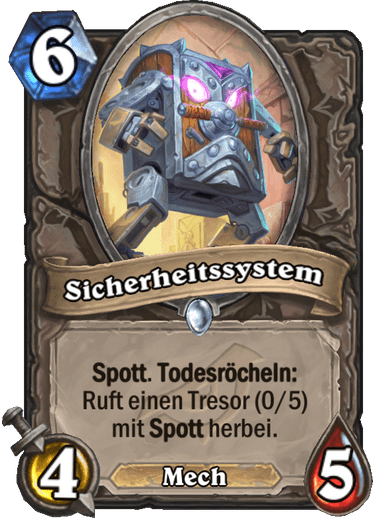 6
Sicherheitssystem
Spott. Todesröcheln:
Ruft einen Tresor (0/5)
mit Spott herbei.
4
Mech
5